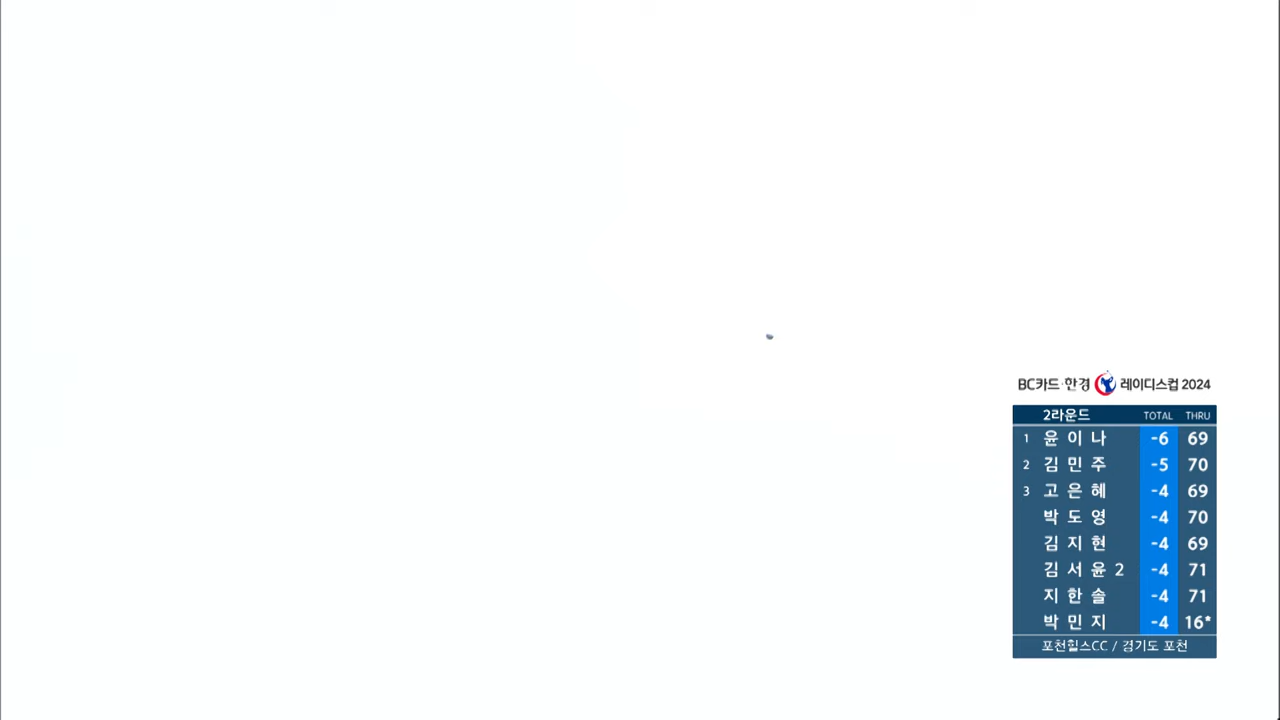 BC카드·한경 레이디스컵 2024
2라운드 TOTAL THRU
1 윤이나 -6 69
2 김민주 -5 70
3 고은혜 -4 69
박도영 -4 70
김지현 -4 69
김서윤 2 -4 71
지한솔 -4 71
박민지 -4 16*
포천힐스CC / 경기도 포천